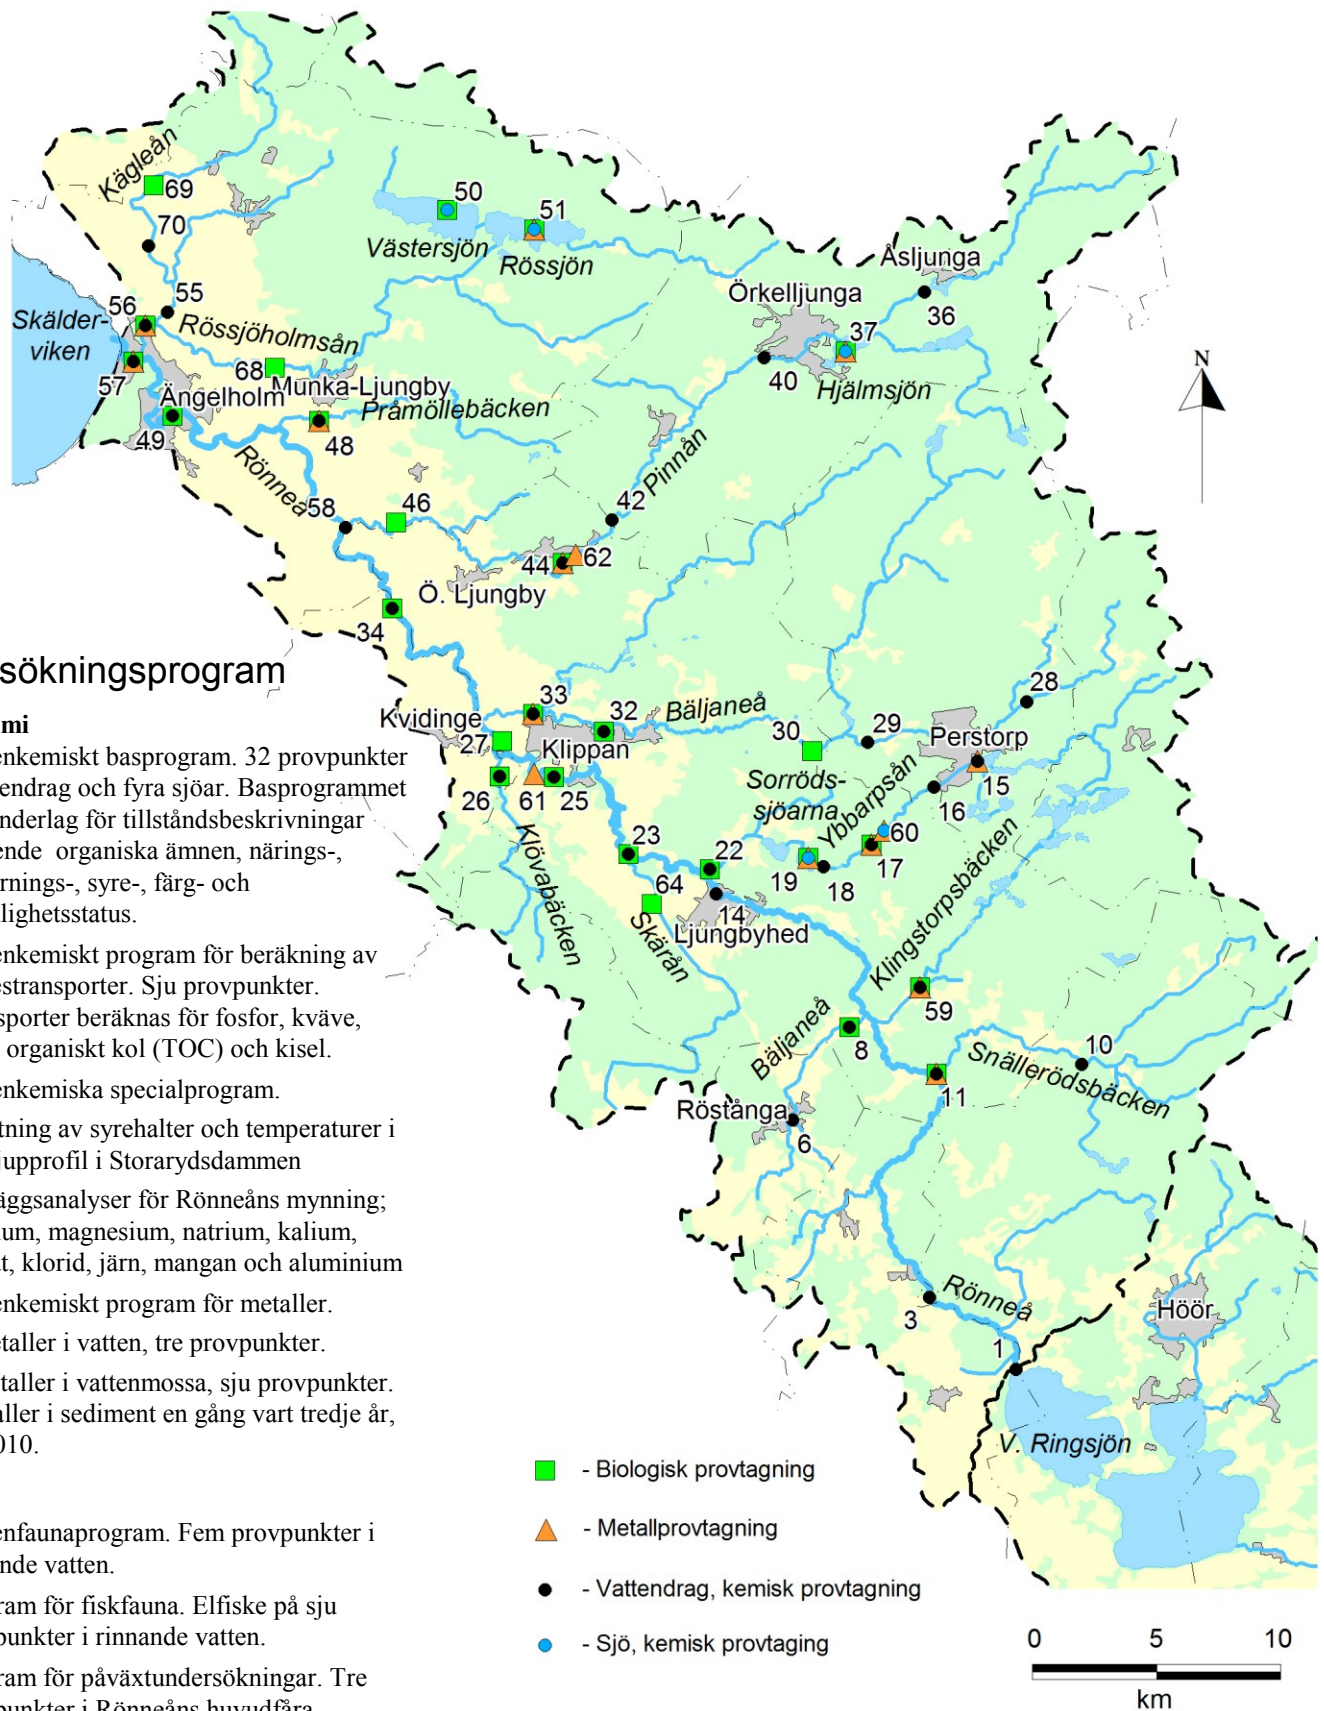 Kägleån
69
70
50
51
Västersjön
Rössjön
Åsljunga
36
Örkelljunga
37
40
Hjälmsjön
55
56
Skälder-
viken
Rössjöholmsån
57
68
Munka-Ljungby
Ängelholm
Pramöllebäcken
49
48
Rönneå
58
46
42
Pinnån
44
62
Ö. Ljungby
34
N
sökningsprogram
mi
enkemiskt basprogram. 32 provpunkter
endrag och fyra sjöar. Basprogrammet
nderlag för tillståndsbeskrivningar
ende organiska ämnen, närings-,
rnings-, syre-, färg- och
lighetsstatus.
enkemiskt program för beräkning av
estransporter. Sju provpunkter.
sporter beräknas för fosfor, kväve,
organiskt kol (TOC) och kisel.
enkemiska specialprogram.
tning av syrehalter och temperaturer i
jupprofil i Storarydsdammen
äggsanalyser för Rönneåns mynning;
ium, magnesium, natrium, kalium,
at, klorid, järn, mangan och aluminium
enkemiskt program för metaller.
etaller i vatten, tre provpunkter.
taller i vattenmossa, sju provpunkter.
aller i sediment en gång vart tredje år,
010.
enfaunaprogram. Fem provpunkter i
nde vatten.
ram för fiskfauna. Elfiske på sju
punkter i rinnande vatten.
ram för påväxtundersökningar. Tre
punkter i Rönneåns huvudfåra
Kvidinge
33
32
Bäljaneå
27
Klippan
26
61
25
Klövabäcken
23
22
64
Skärån
14
Ljungbyhed
30
29
28
Perstorp
15
16
Sorröds-
sjöarna
Ybbarpsån
60
17
18
19
Klingstorpsbäcken
59
Bäljaneå
8
10
Snällerödsbäcken
11
Röstånga
6
3
Rönneå
1
Höör
V. Ringsjön
- Biologisk provtagning
- Metallprovtagning
- Vattendrag, kemisk provtagning
- Sjö, kemisk provtaging
0 5 10
km